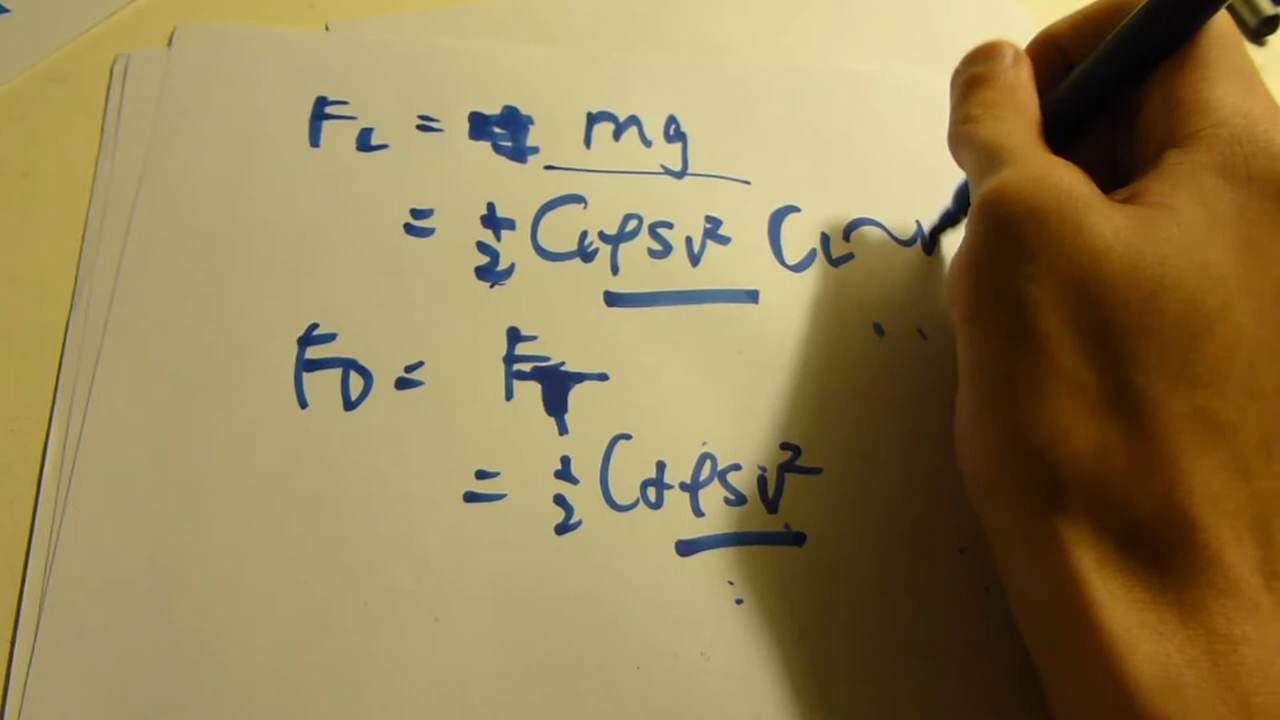 F_L = mg
= 1/2 C_L ρ s v² C_L ~
F_D = F_T
= 1/2 C_d ρ s v²